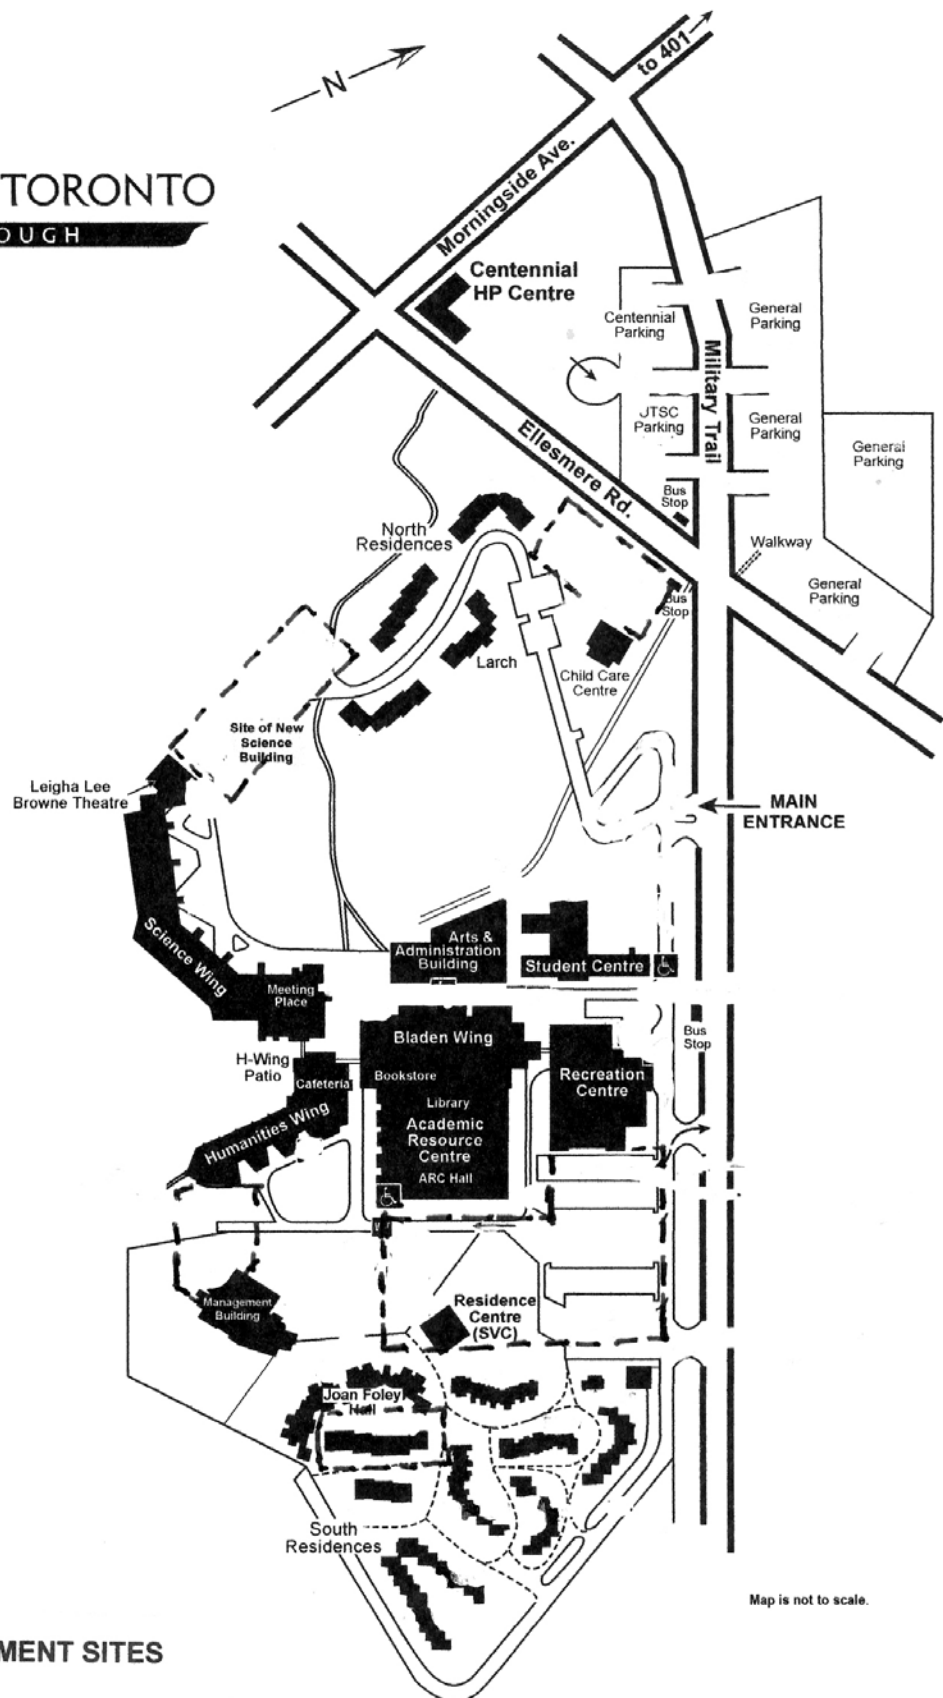 to 401
N
TORONTO
OUGH
Morningside Ave.
Centennial
HP Centre
Centennial
Parking
General
Parking
Military Trail
JTSC
Parking
General
Parking
General
Parking
Ellesmere Rd.
Bus
Stop
North
Residences
Walkway
General
Parking
Bus
Stop
Larch
Child Care
Centre
Site of New
Science
Building
Leigha Lee
Browne Theatre
MAIN
ENTRANCE
Science Wing
Arts &
Administration
Building
Student Centre
Meeting
Place
Bladen Wing
Bus
Stop
H-Wing
Patio
Cafeteria
Bookstore
Recreation
Centre
Library
Humanities Wing
Academic
Resource
Centre
ARC Hall
Management
Building
Residence
Centre
(SVC)
Joan Foley
Hall
South
Residences
Map is not to scale.
MENT SITES